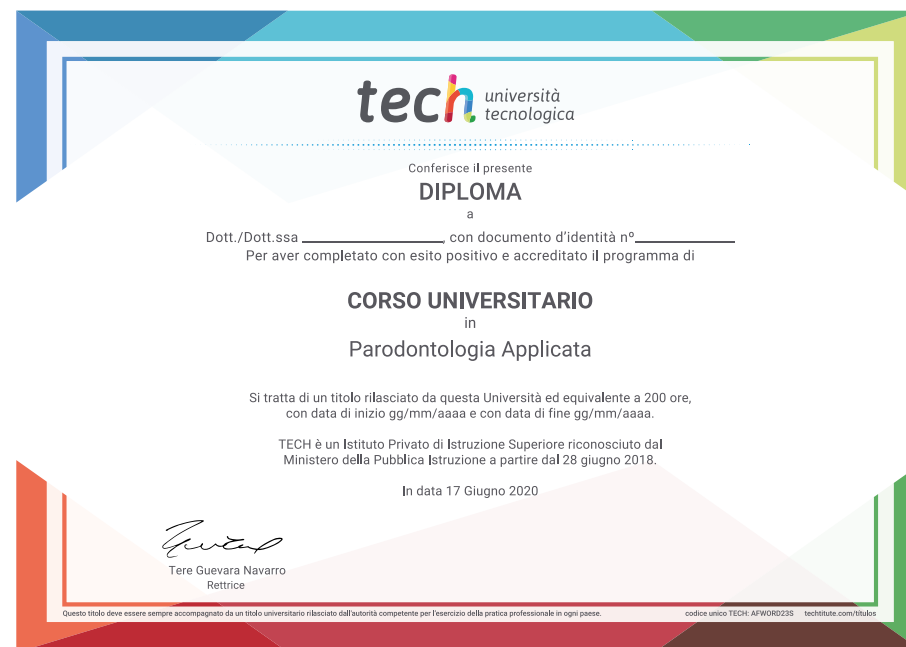 tech università
tecnologica
Conferisce il presente
DIPLOMA
a
Dott./Dott.ssa ____________________, con documento d'identità nº______________
Per aver completato con esito positivo e accreditato il programma di
CORSO UNIVERSITARIO
in
Parodontologia Applicata
Si tratta di un titolo rilasciato da questa Università ed equivalente a 200 ore,
con data di inizio gg/mm/aaaa e con data di fine gg/mm/aaaa.
TECH è un Istituto Privato di Istruzione Superiore riconosciuto dal
Ministero della Pubblica Istruzione a partire dal 28 giugno 2018.
In data 17 Giugno 2020
Tere Guevara Navarro
Rettrice
Questo titolo deve essere sempre accompagnato da un titolo universitario rilasciato dall'autorità competente per l'esercizio della pratica professionale in ogni paese. codice unico TECH: AFWORD23S techtitute.com/títulos